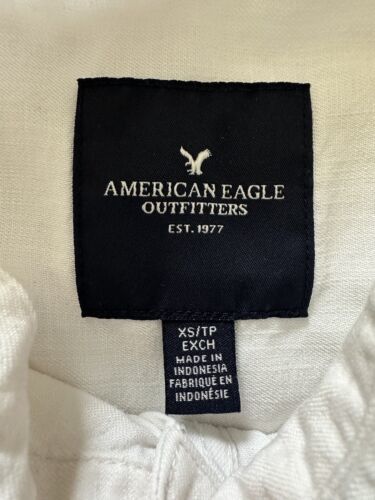 AMERICAN EAGLE
OUTFITTERS
EST. 1977
XS/TP
EXCH
MADE IN
INDONESIA
FABRIQUÉ EN
INDONÉSIE